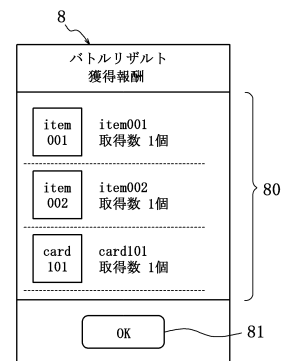 8
バトルリザルト
獲得報酬
item
001
item001
取得数 1個
item
002
item002
取得数 1個
card
101
card101
取得数 1個
80
OK
81